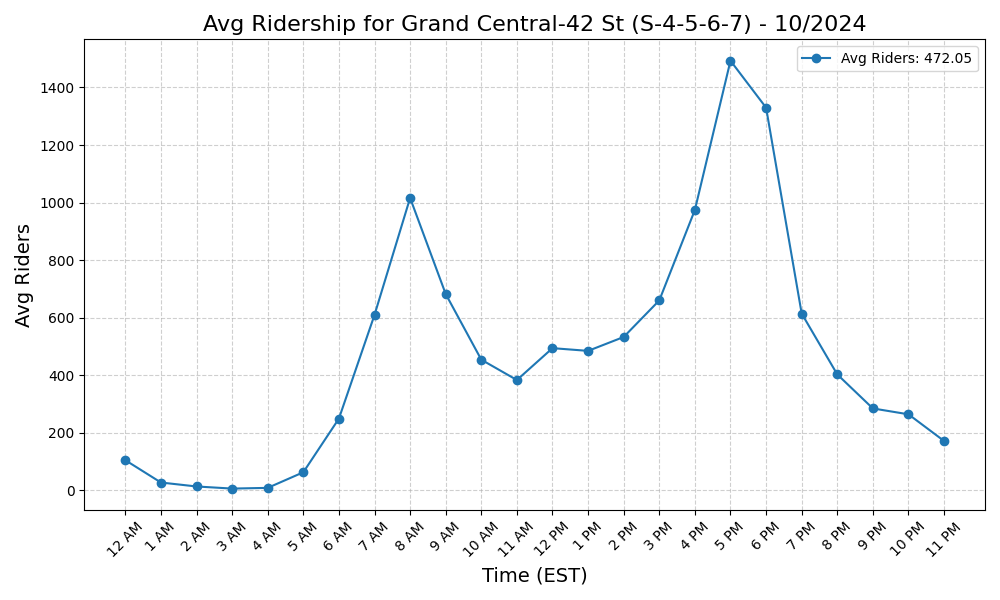 Avg Ridership for Grand Central-42 St (S-4-5-6-7) - 10/2024
Avg Riders: 472.05
Avg Riders
1400
1200
1000
800
600
400
200
0
12 AM
1 AM
2 AM
3 AM
4 AM
5 AM
6 AM
7 AM
8 AM
9 AM
10 AM
11 AM
12 PM
1 PM
2 PM
3 PM
4 PM
5 PM
6 PM
7 PM
8 PM
9 PM
10 PM
11 PM
Time (EST)